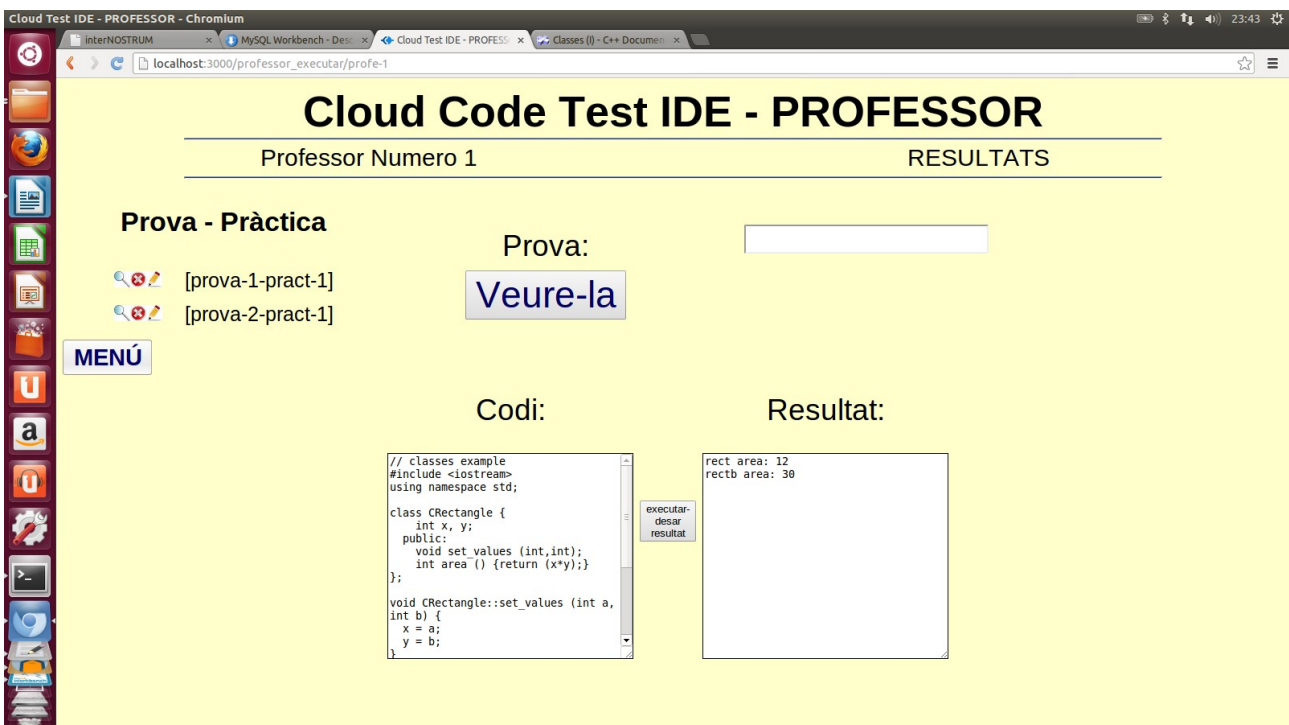 Cloud Test IDE - PROFESSOR - Chromium
23:43
interNOSTRUM
MySQL Workbench - Desc
Cloud Test IDE - PROFESS
Classes (I) - C++ Documen
localhost:3000/professor_executar/profe-1
Cloud Code Test IDE - PROFESSOR
Professor Numero 1
RESULTATS
Prova - Pràctica
[prova-1-pract-1]
[prova-2-pract-1]
MENÚ
Prova:
Veure-la
Codi:
Resultat:
// classes example
#include <iostream>
using namespace std;
class CRectangle {
int x, y;
public:
void set_values (int,int);
int area () {return (x*y);}
};
void CRectangle::set_values (int a,
int b) {
x = a;
y = b;
}
executar-
desar
resultat
rect area: 12
rectb area: 30